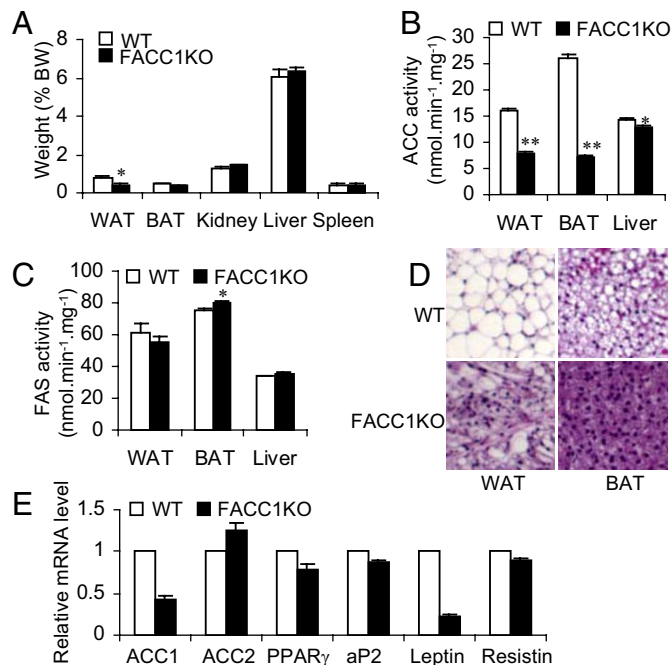 A
WT
FACC1KO
Weight (% BW)
8
6
4
2
0
*
WAT BAT Kidney Liver Spleen
B
WT FACC1KO
ACC activity
(nmol.min-1.mg-1)
30
25
20
15
10
5
0
** ** *
WAT BAT Liver
C
WT FACC1KO
FAS activity
(nmol.min-1.mg-1)
100
80
60
40
20
0
*
WAT BAT Liver
D
WT
FACC1KO
WAT BAT
E
WT FACC1KO
Relative mRNA level
1.5
1
0.5
0
ACC1 ACC2 PPARγ aP2 Leptin Resistin